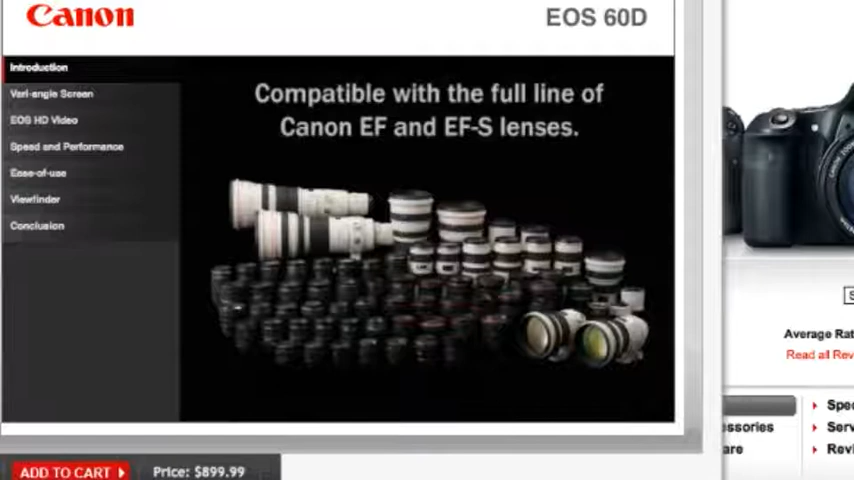 Canon
EOS 60D
Introduction
Vari-angle Screen
EOS HD Video
Speed and Performance
Ease-of-use
Viewfinder
Conclusion
Compatible with the full line of
Canon EF and EF-S lenses.
ADD TO CART
Price: $899.99
Average Rat
Read all Rev
essories
are
Spec
Serv
Revi